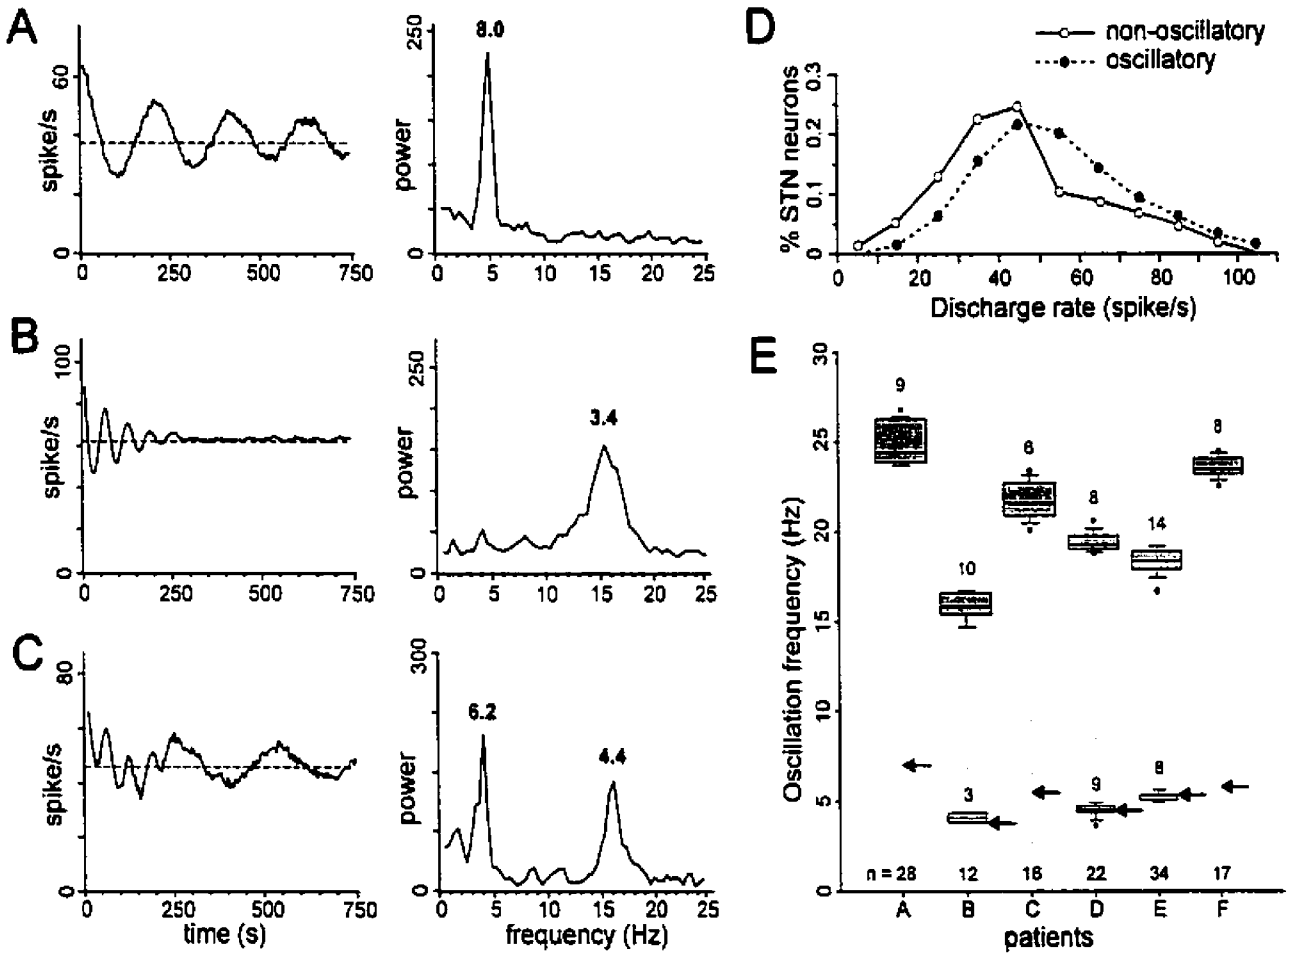 A
60
spike/s
0
0 250 500 750
250
8.0
power
0
0 5 10 15 20 25
B
100
spike/s
0
0 250 500 750
250
3.4
power
0
0 5 10 15 20 25
C
80
spike/s
0
0 250 500 750
time (s)
300
6.2
4.4
power
0
0 5 10 15 20 25
frequency (Hz)
D
non-oscillatory
oscillatory
0.3
0.2
0.1
0
% STN neurons
0 20 40 60 80 100
Discharge rate (spike/s)
E
30
25
20
15
10
5
0
Oscillation frequency (Hz)
9
10
6
8
14
8
3
9
8
n = 28 12 16 22 34 17
A B C D E F
patients